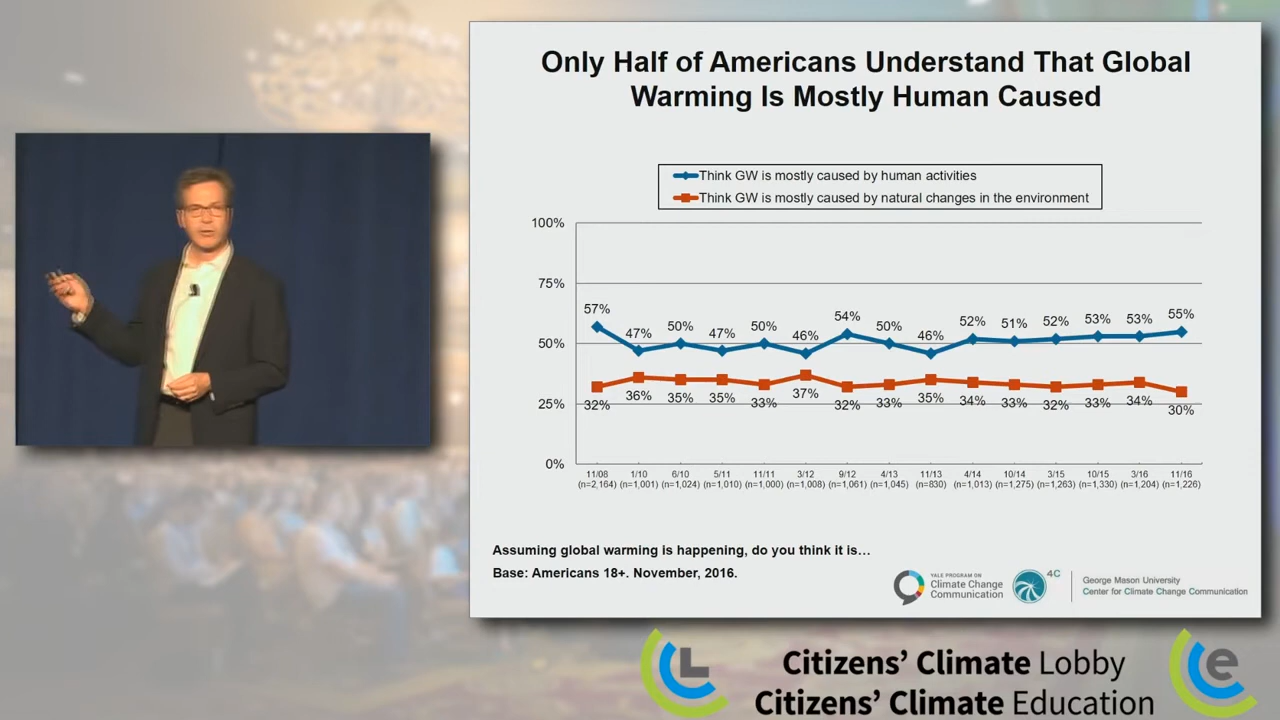 Only Half of Americans Understand That Global
Warming Is Mostly Human Caused
Think GW is mostly caused by human activities
Think GW is mostly caused by natural changes in the environment
100%
75%
50%
25%
0%
57% 47% 50% 47% 50% 46% 54% 50% 46% 52% 51% 52% 53% 53% 55%
32% 36% 35% 35% 33% 37% 32% 33% 35% 34% 33% 32% 33% 34% 30%
11/08 1/10 6/10 5/11 11/11 3/12 9/12 4/13 11/13 4/14 10/14 3/15 10/15 3/16 11/16
(n=2,164) (n=1,001) (n=1,024) (n=1,010) (n=1,000) (n=1,008) (n=1,061) (n=1,045) (n=830) (n=1,013) (n=1,275) (n=1,263) (n=1,330) (n=1,204) (n=1,226)
Assuming global warming is happening, do you think it is…
Base: Americans 18+. November, 2016.
YALE PROGRAM ON
Climate Change
Communication
4C
George Mason University
Center for Climate Change Communication
CCL
Citizens’ Climate Lobby
Citizens’ Climate Education
CCe